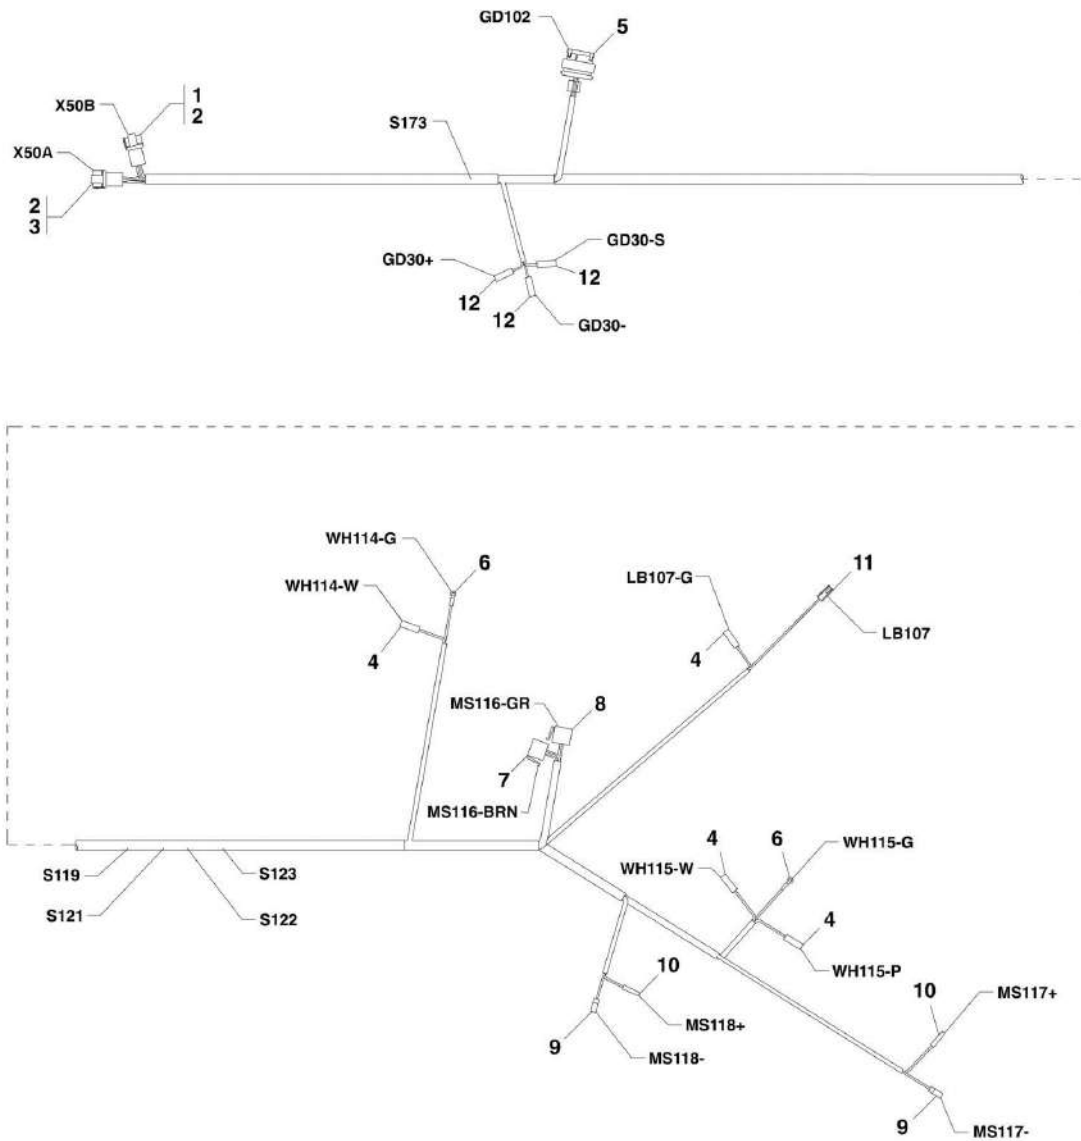 GD102
5
X50B
1
2
S173
X50A
2
3
GD30-S
GD30+
12
12
12
GD30-
WH114-G
6
11
LB107-G
WH114-W
LB107
4
4
MS116-GR
8
7
MS116-BRN
4
6
WH115-G
WH115-W
S119
S123
S121
S122
4
WH115-P
10
10
MS117+
MS118+
9
MS118-
9
MS117-